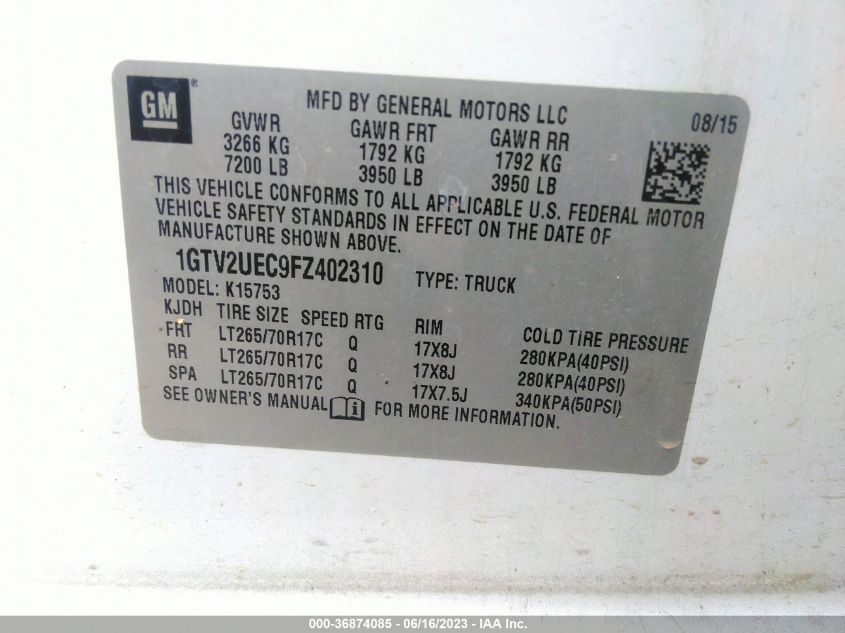 GM ®
MFD BY GENERAL MOTORS LLC 08/15
GVWR GAWR FRT GAWR RR
3266 KG 1792 KG 1792 KG
7200 LB 3950 LB 3950 LB
THIS VEHICLE CONFORMS TO ALL APPLICABLE U.S. FEDERAL MOTOR
VEHICLE SAFETY STANDARDS IN EFFECT ON THE DATE OF
MANUFACTURE SHOWN ABOVE.
1GTV2UEC9FZ402310 TYPE: TRUCK
MODEL: K15753
KJDH TIRE SIZE SPEED RTG RIM COLD TIRE PRESSURE
FRT LT265/70R17C Q 17X8J 280KPA(40PSI)
RR LT265/70R17C Q 17X8J 280KPA(40PSI)
SPA LT265/70R17C Q 17X7.5J 340KPA(50PSI)
SEE OWNER'S MANUAL FOR MORE INFORMATION.
000-36874085 - 06/16/2023 - IAA Inc.